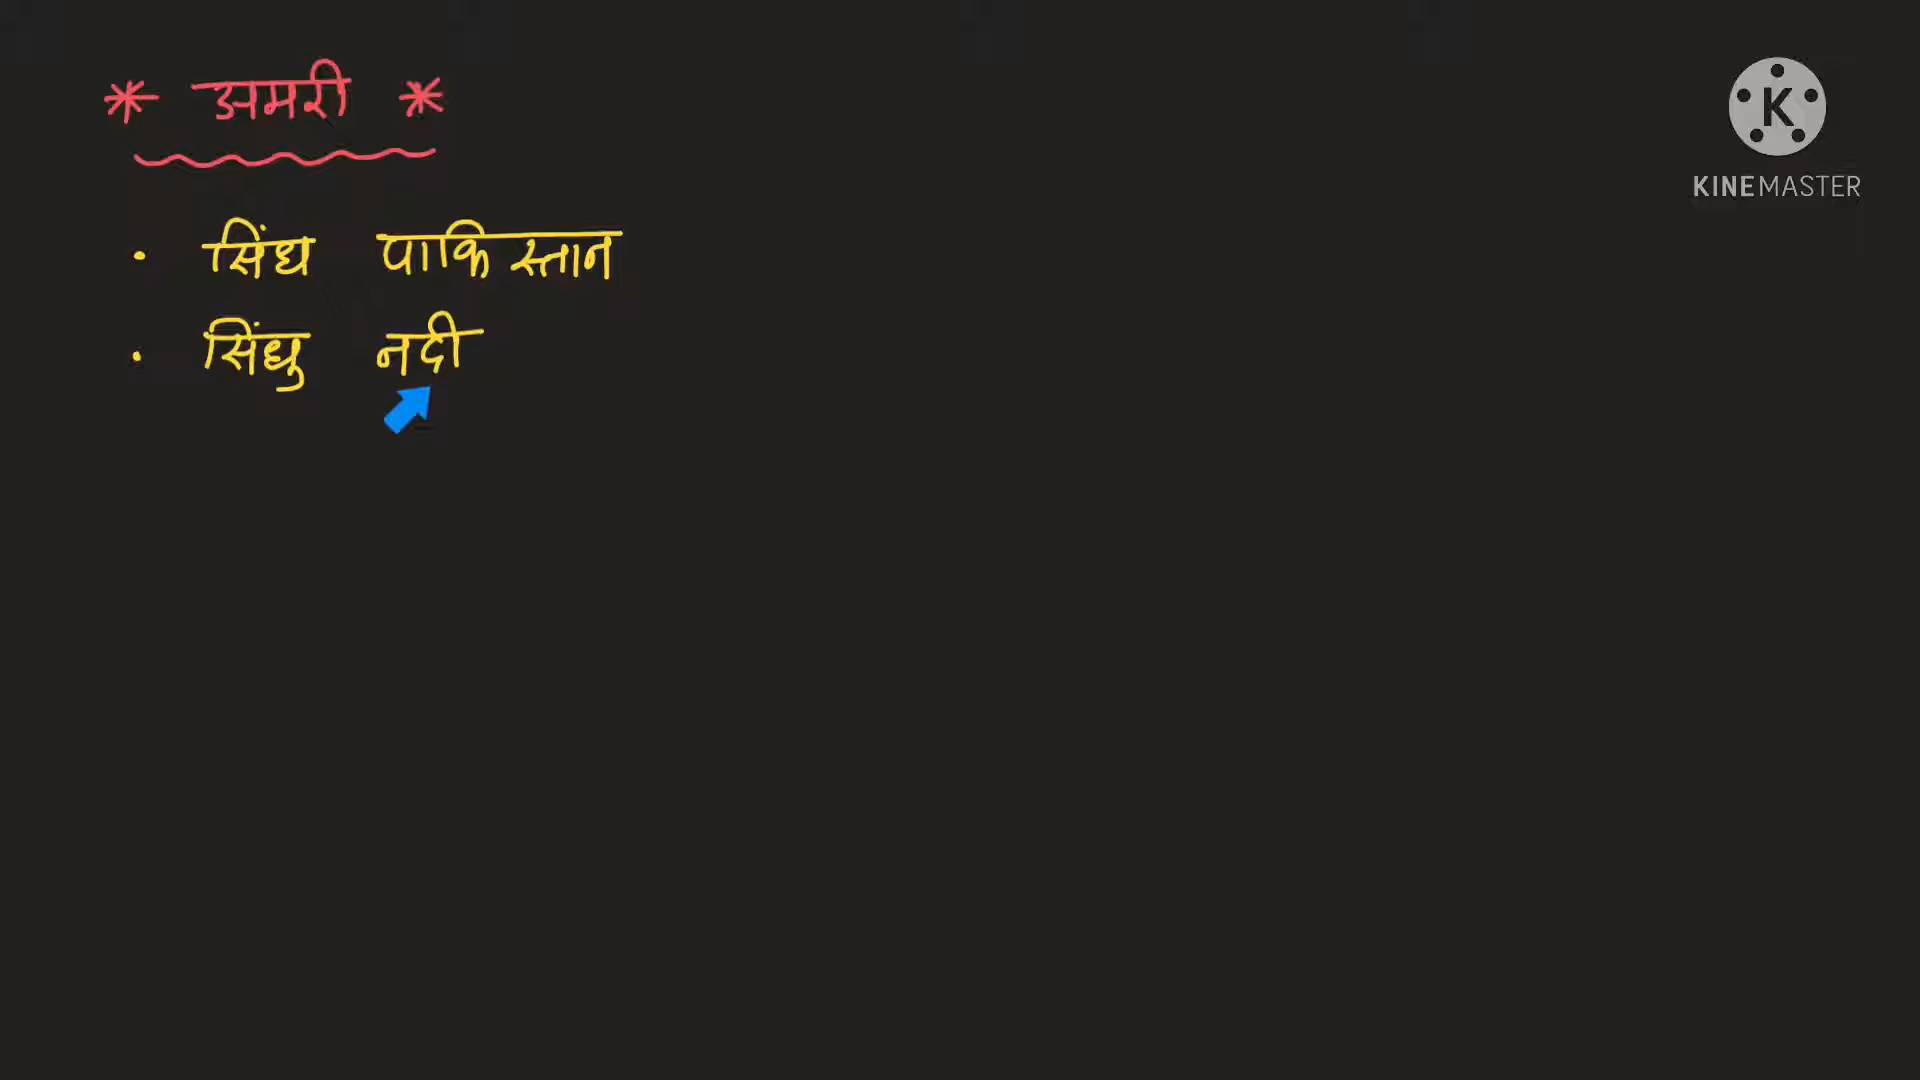 * अमरी *
. सिंध पाकिस्तान
. सिंधु नदी
K
KINEMASTER